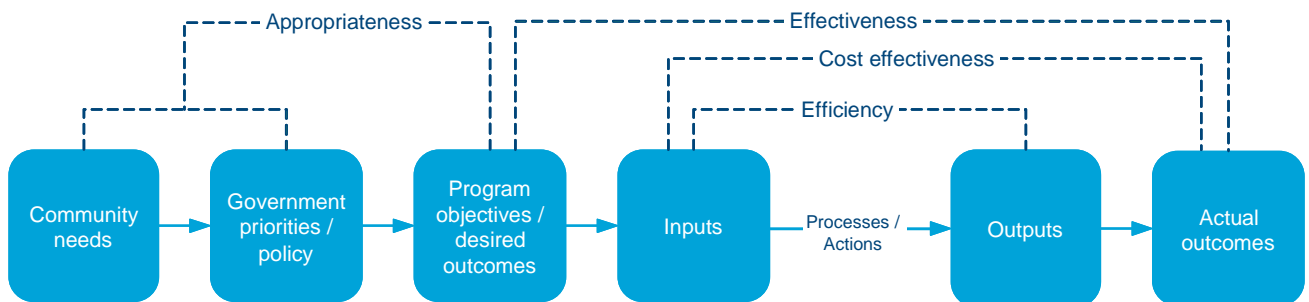 Appropriateness
Effectiveness
Cost effectiveness
Efficiency
Community
needs
Government
priorities /
policy
Program
objectives /
desired
outcomes
Inputs
Processes /
Actions
Outputs
Actual
outcomes